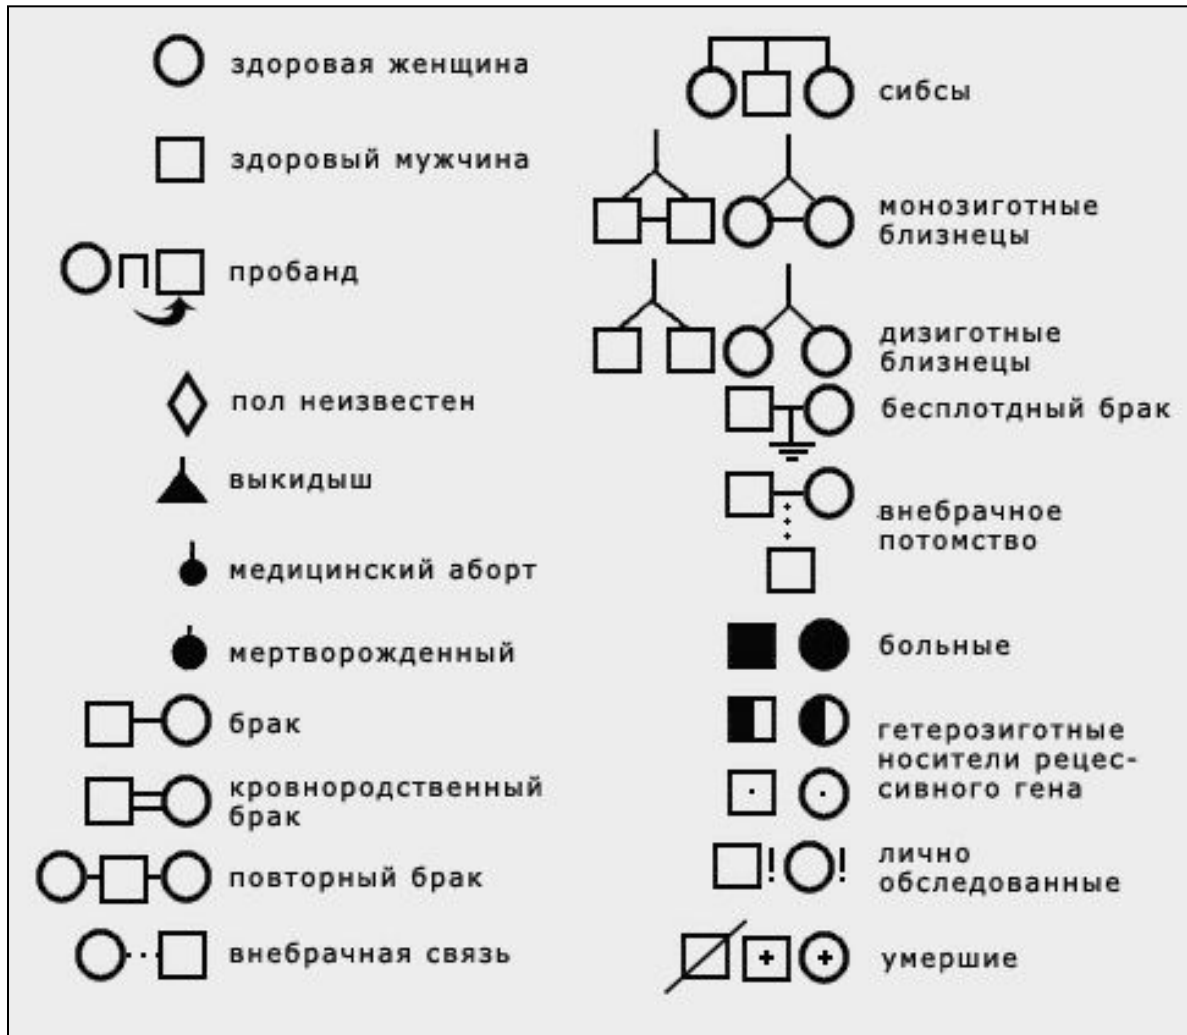 здоровая женщина
здоровый мужчина
П
пробанд
пол неизвестен
выкидыш
медицинский аборт
мертворожденный
брак
кровнородственный
брак
повторный брак
внебрачная связь
сибсы
монозиготные
близнецы
дизиготные
близнецы
бесплотдный брак
внебрачное
потомство
больные
гетерозиготные
носители рецес-
сивного гена
! !
лично
обследованные
умершие